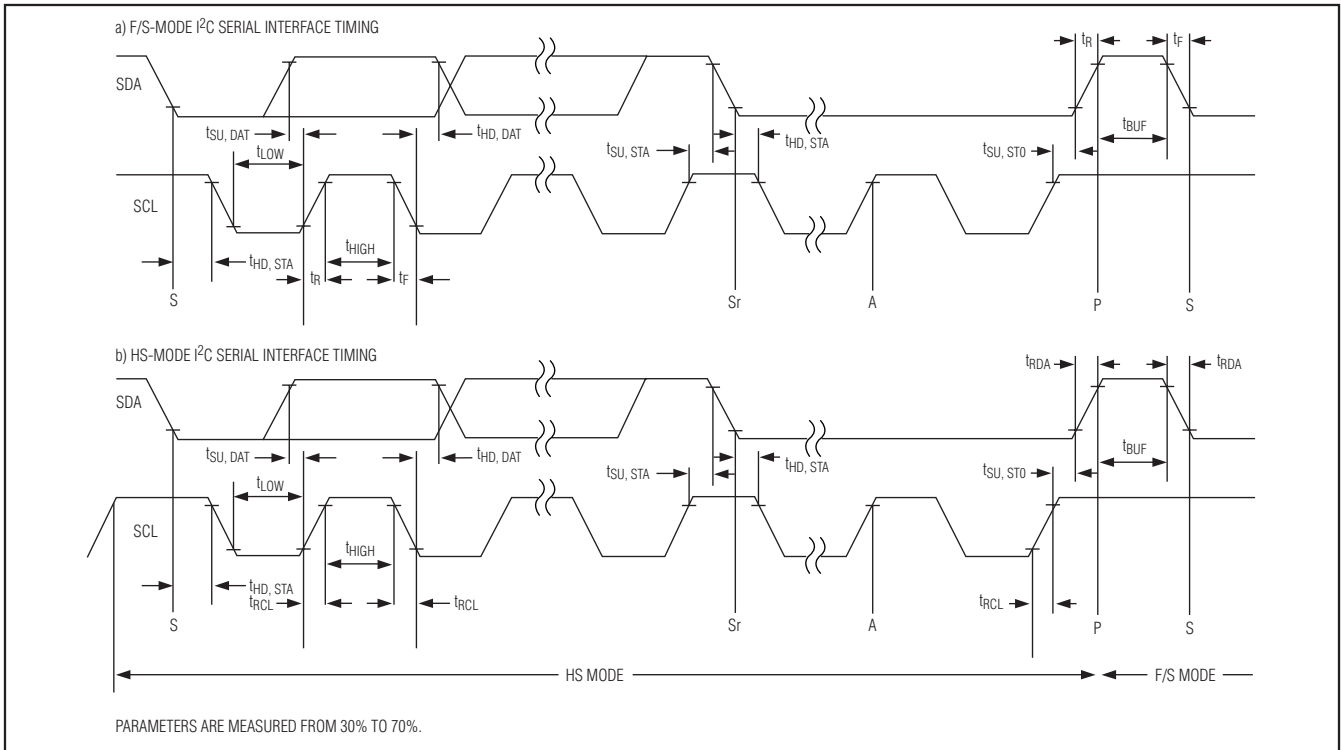 a) F/S-MODE I²C SERIAL INTERFACE TIMING
tR
tF
SDA
tSU, DAT
tHD, DAT
tBUF
tLOW
tSU, STA
tHD, STA
tSU, STO
SCL
tHIGH
tHD, STA
tR
tF
S
Sr
A
P
S
b) HS-MODE I²C SERIAL INTERFACE TIMING
tRDA
tRDA
SDA
tSU, DAT
tHD, DAT
tBUF
tLOW
tSU, STA
tHD, STA
tSU, STO
SCL
tHIGH
tHD, STA
tRCL
tRCL
tRCL
S
Sr
A
P
S
HS MODE
F/S MODE
PARAMETERS ARE MEASURED FROM 30% TO 70%.